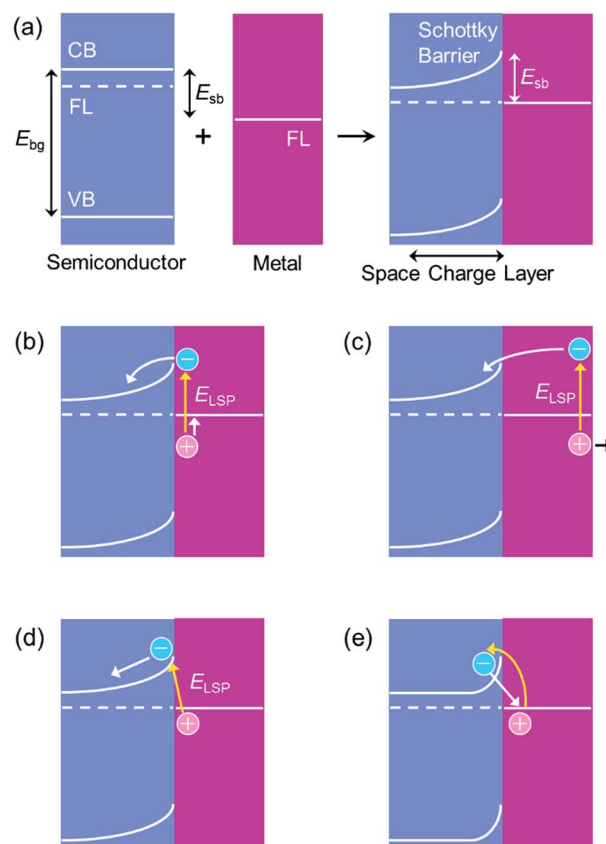 (a)
CB
FL
E_bg
VB
Semiconductor
E_sb
+
FL
Metal
Schottky
Barrier
E_sb
Space Charge Layer
(b)
−
E_LSP
+
(c)
−
E_LSP
+
(d)
−
E_LSP
+
(e)
−
+